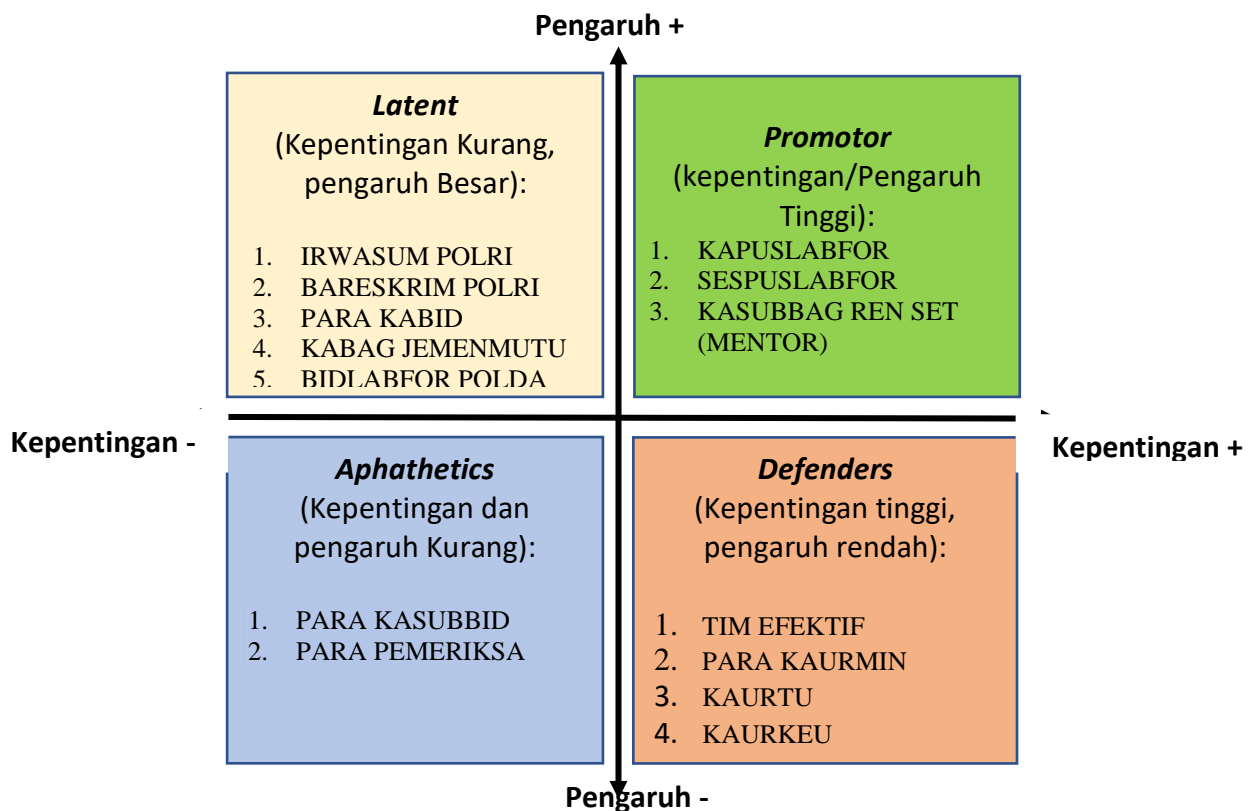 Pengaruh +
Latent
(Kepentingan Kurang,
pengaruh Besar):
1. IRWASUM POLRI
2. BARESKRIM POLRI
3. PARA KABID
4. KABAG JEMENMUTU
5. BIDLABFOR POLDA
Promotor
(kepentingan/Pengaruh
Tinggi):
1. KAPUSLABFOR
2. SESPUSLABFOR
3. KASUBBAG REN SET
(MENTOR)
Kepentingan -
Kepentingan +
Aphathetics
(Kepentingan dan
pengaruh Kurang):
1. PARA KASUBBID
2. PARA PEMERIKSA
Defenders
(Kepentingan tinggi,
pengaruh rendah):
1. TIM EFEKTIF
2. PARA KAURMIN
3. KAURTU
4. KAURKEU
Pengaruh -